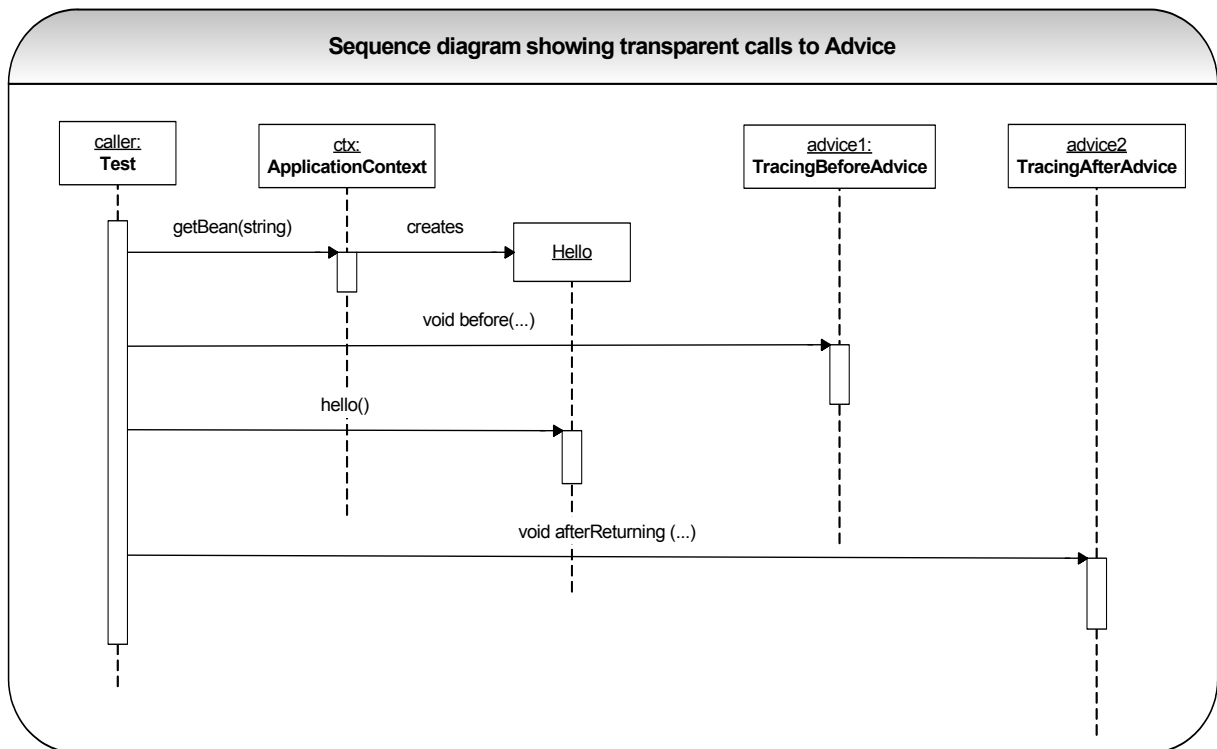 Sequence diagram showing transparent calls to Advice
caller:
Test
ctx:
ApplicationContext
advice1:
TracingBeforeAdvice
advice2
TracingAfterAdvice
getBean(string)
creates
Hello
void before(...)
hello()
void afterReturning (...)